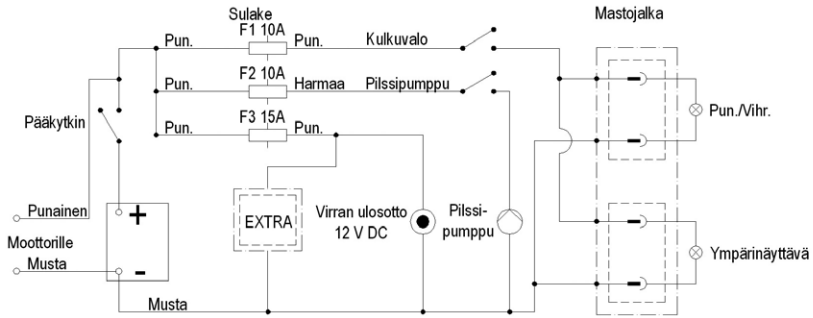 Sulake
Mastojalka
F1 10A
Pun.
Pun.
Kulkuvalo
F2 10A
Pun.
Harmaa
Pilssipumppu
Pun./Vihr.
Pääkytkin
F3 15A
Pun.
Pun.
Punainen
+
EXTRA
Virran ulosotto
12 V DC
Pilssi-
pumppu
Moottorille
Musta
-
Ympärinäyttävä
Musta